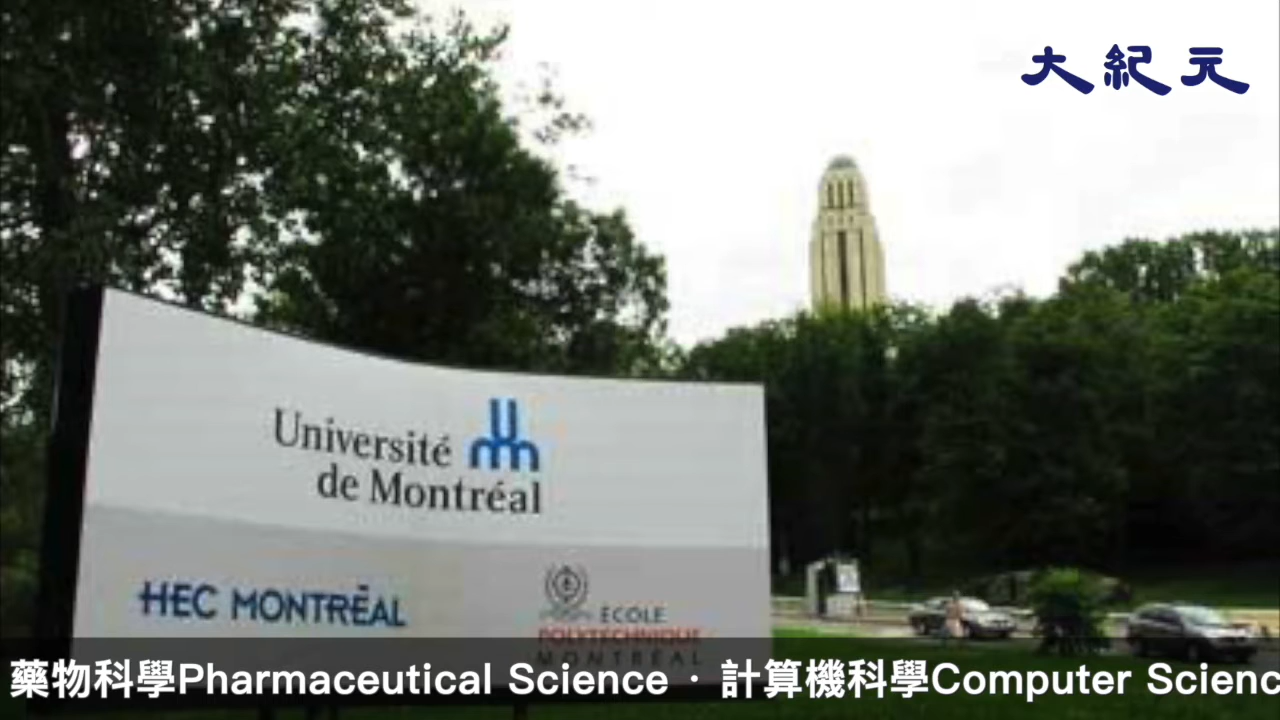 大紀元
Université
de Montréal
HEC MONTRÉAL
ÉCOLE
POLYTECHNIQUE
MONTRÉAL
藥物科學Pharmaceutical Science · 計算機科學Computer Scienc